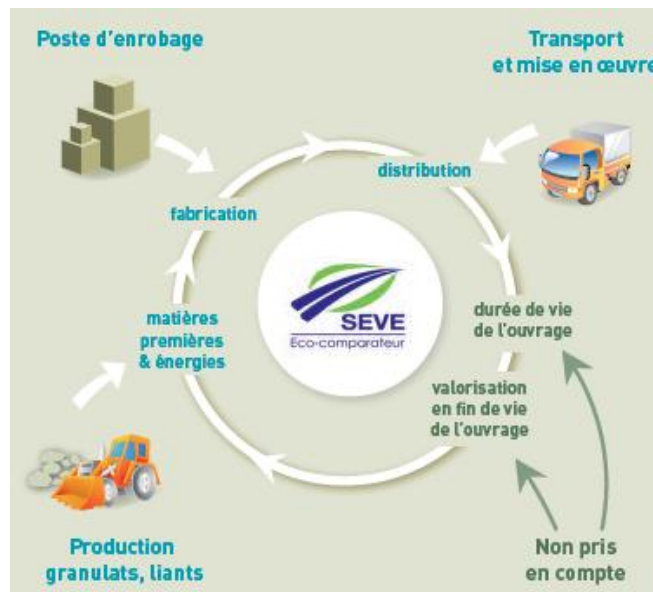 Poste d'enrobage
Transport
et mise en œuvre
distribution
fabrication
SEVE
Eco-comparateur
matières
premières
& énergies
durée de vie
de l'ouvrage
valorisation
en fin de vie
de l'ouvrage
Production
granulats, liants
Non pris
en compte